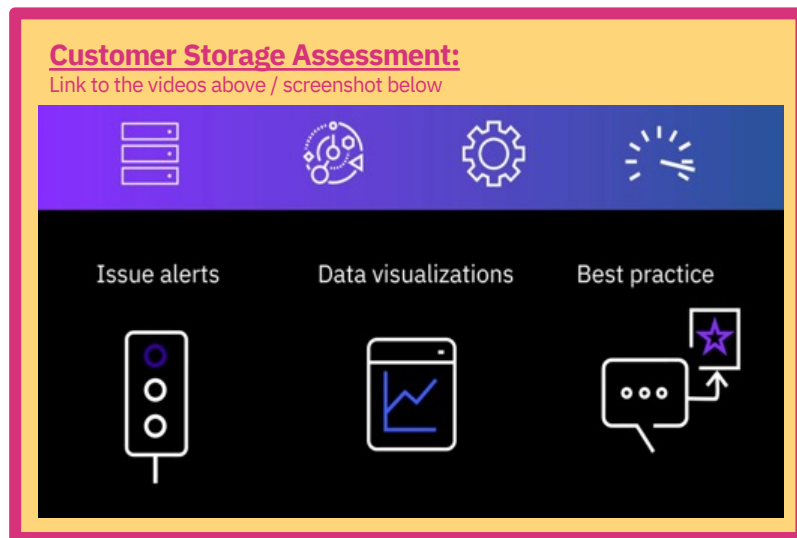 Customer Storage Assessment:
Link to the videos above / screenshot below
Issue alerts
Data visualizations
Best practice